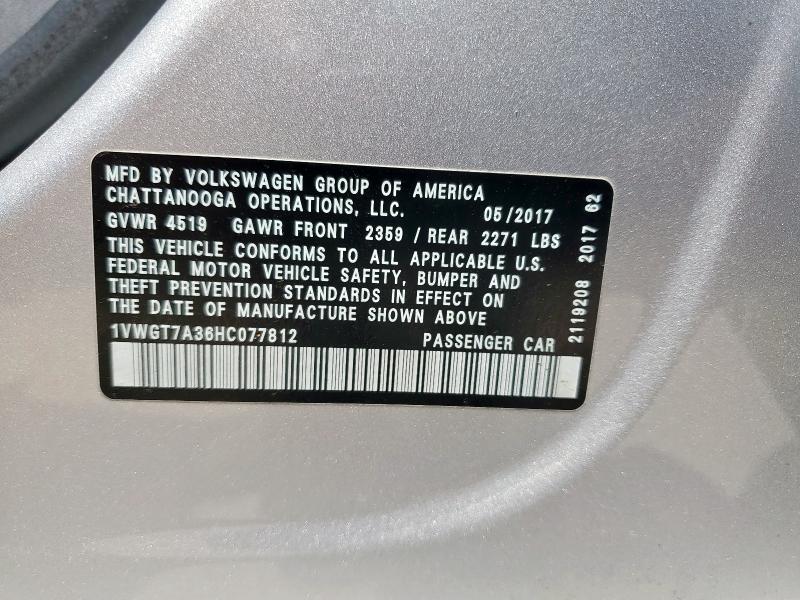 MFD BY VOLKSWAGEN GROUP OF AMERICA
CHATTANOOGA OPERATIONS, LLC. 05/2017
GVWR 4519 GAWR FRONT 2359 / REAR 2271 LBS
THIS VEHICLE CONFORMS TO ALL APPLICABLE U.S.
FEDERAL MOTOR VEHICLE SAFETY, BUMPER AND
THEFT PREVENTION STANDARDS IN EFFECT ON
THE DATE OF MANUFACTURE SHOWN ABOVE
1VWGT7A36HC077812 PASSENGER CAR
2119208 2017 62